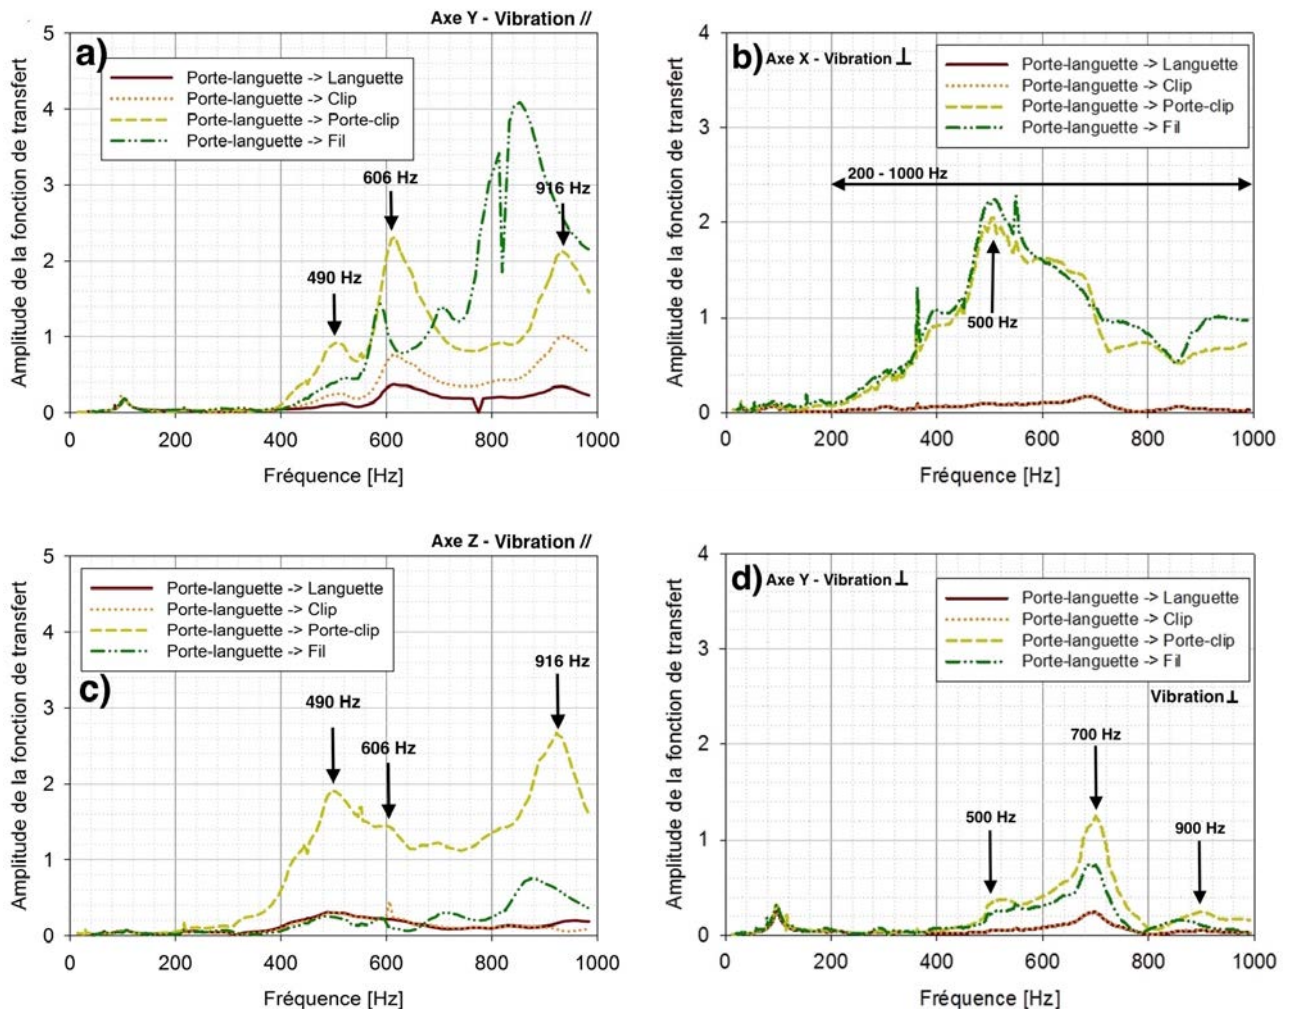 Axe Y - Vibration //
a)
Porte-languette -> Languette
Porte-languette -> Clip
Porte-languette -> Porte-clip
Porte-languette -> Fil
606 Hz
916 Hz
490 Hz
5
4
3
2
1
0
0 200 400 600 800 1000
Amplitude de la fonction de transfert
Fréquence [Hz]
b) Axe X - Vibration ⊥
Porte-languette -> Languette
Porte-languette -> Clip
Porte-languette -> Porte-clip
Porte-languette -> Fil
200 - 1000 Hz
500 Hz
4
3
2
1
0
0 200 400 600 800 1000
Amplitude de la fonction de transfert
Fréquence [Hz]
Axe Z - Vibration //
Porte-languette -> Languette
Porte-languette -> Clip
Porte-languette -> Porte-clip
Porte-languette -> Fil
c)
916 Hz
490 Hz
606 Hz
5
4
3
2
1
0
0 200 400 600 800 1000
Amplitude de la fonction de transfert
Fréquence [Hz]
d) Axe Y - Vibration ⊥
Porte-languette -> Languette
Porte-languette -> Clip
Porte-languette -> Porte-clip
Porte-languette -> Fil
Vibration ⊥
700 Hz
500 Hz
900 Hz
4
3
2
1
0
0 200 400 600 800 1000
Amplitude de la fonction de transfert
Fréquence [Hz]